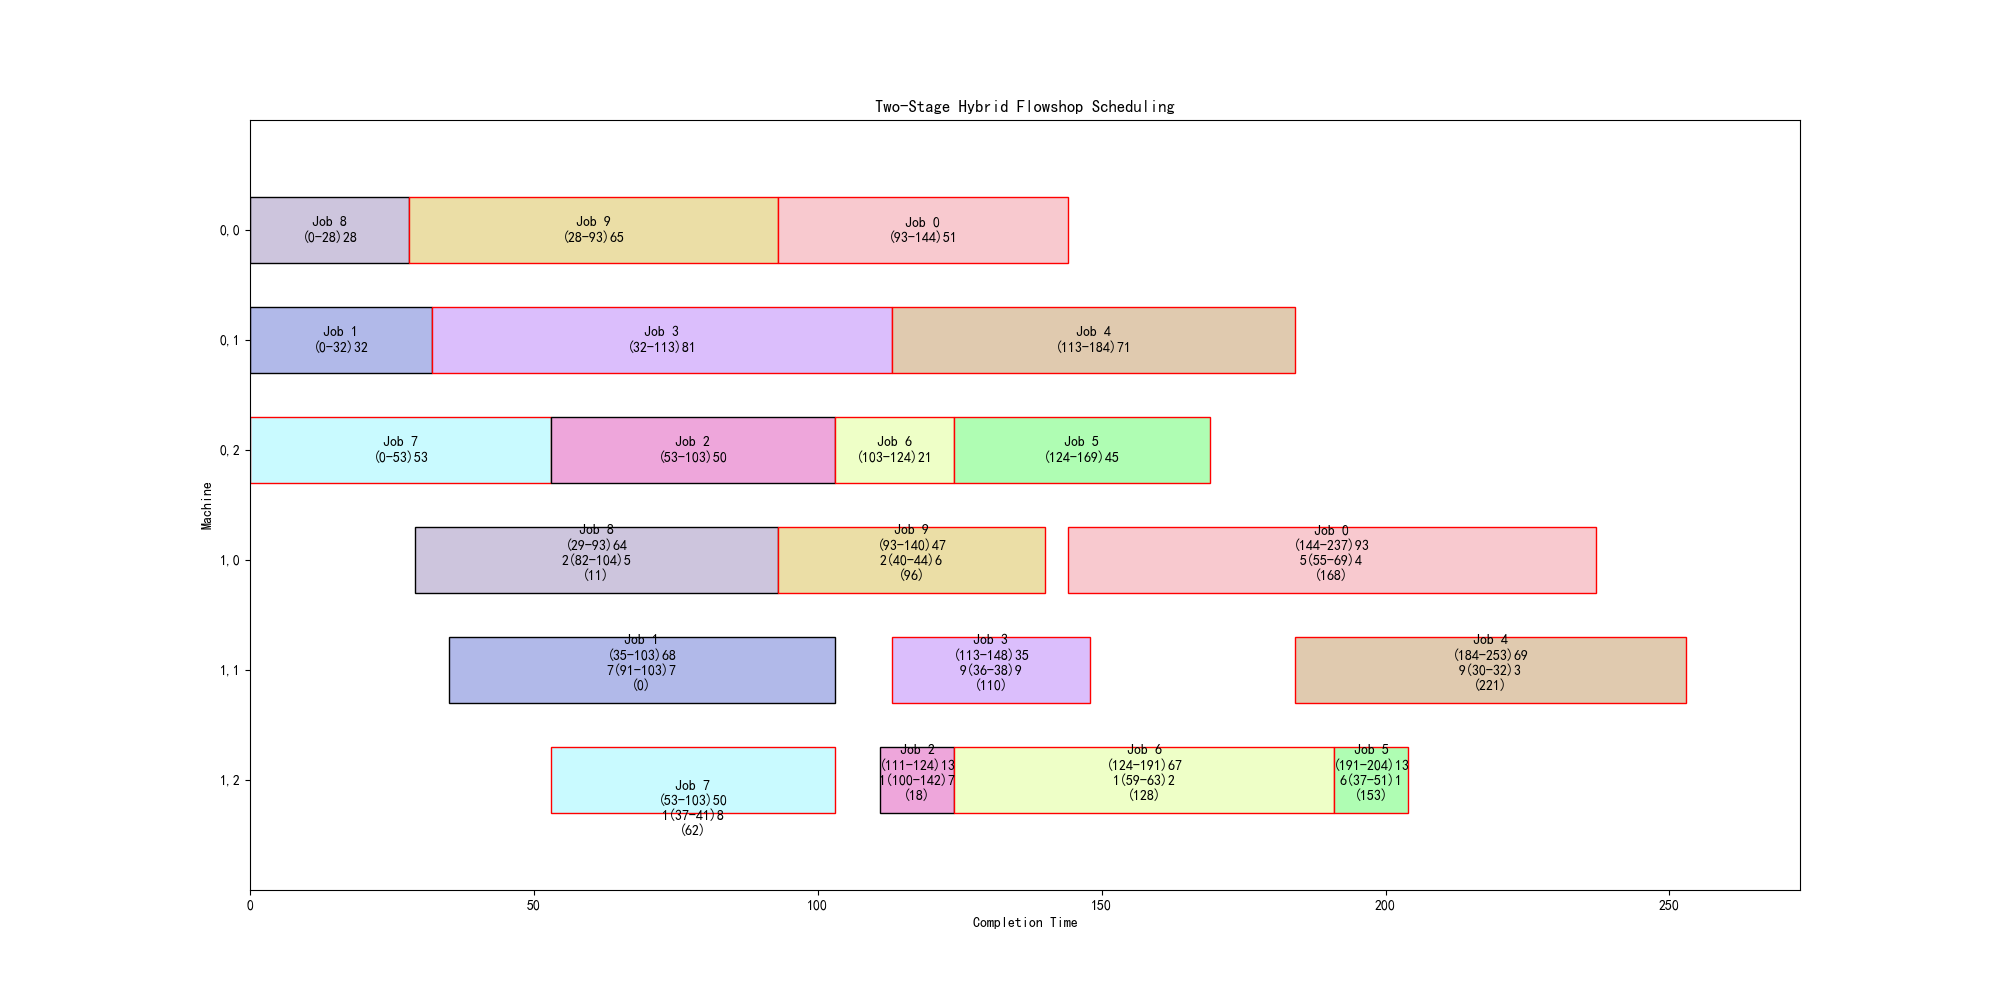 Two-Stage Hybrid Flowshop Scheduling
0,0
Job 8
(0-28)28
Job 9
(28-93)65
Job 0
(93-144)51
0,1
Job 1
(0-32)32
Job 3
(32-113)81
Job 4
(113-184)71
0,2
Job 7
(0-53)53
Job 2
(53-103)50
Job 6
(103-124)21
Job 5
(124-169)45
Machine
1,0
Job 8
(29-93)64
2(82-104)5
(11)
Job 9
(93-140)47
2(40-44)6
(96)
Job 0
(144-237)93
5(55-69)4
(168)
1,1
Job 1
(35-103)68
7(91-103)7
(0)
Job 3
(113-148)35
9(36-38)9
(110)
Job 4
(184-253)69
9(30-32)3
(221)
1,2
Job 7
(53-103)50
1(37-41)8
(62)
Job 2
(111-124)13
1(100-142)7
(18)
Job 6
(124-191)67
1(59-63)2
(128)
Job 5
(191-204)13
6(37-51)1
(153)
0
50
100
150
200
250
Completion Time